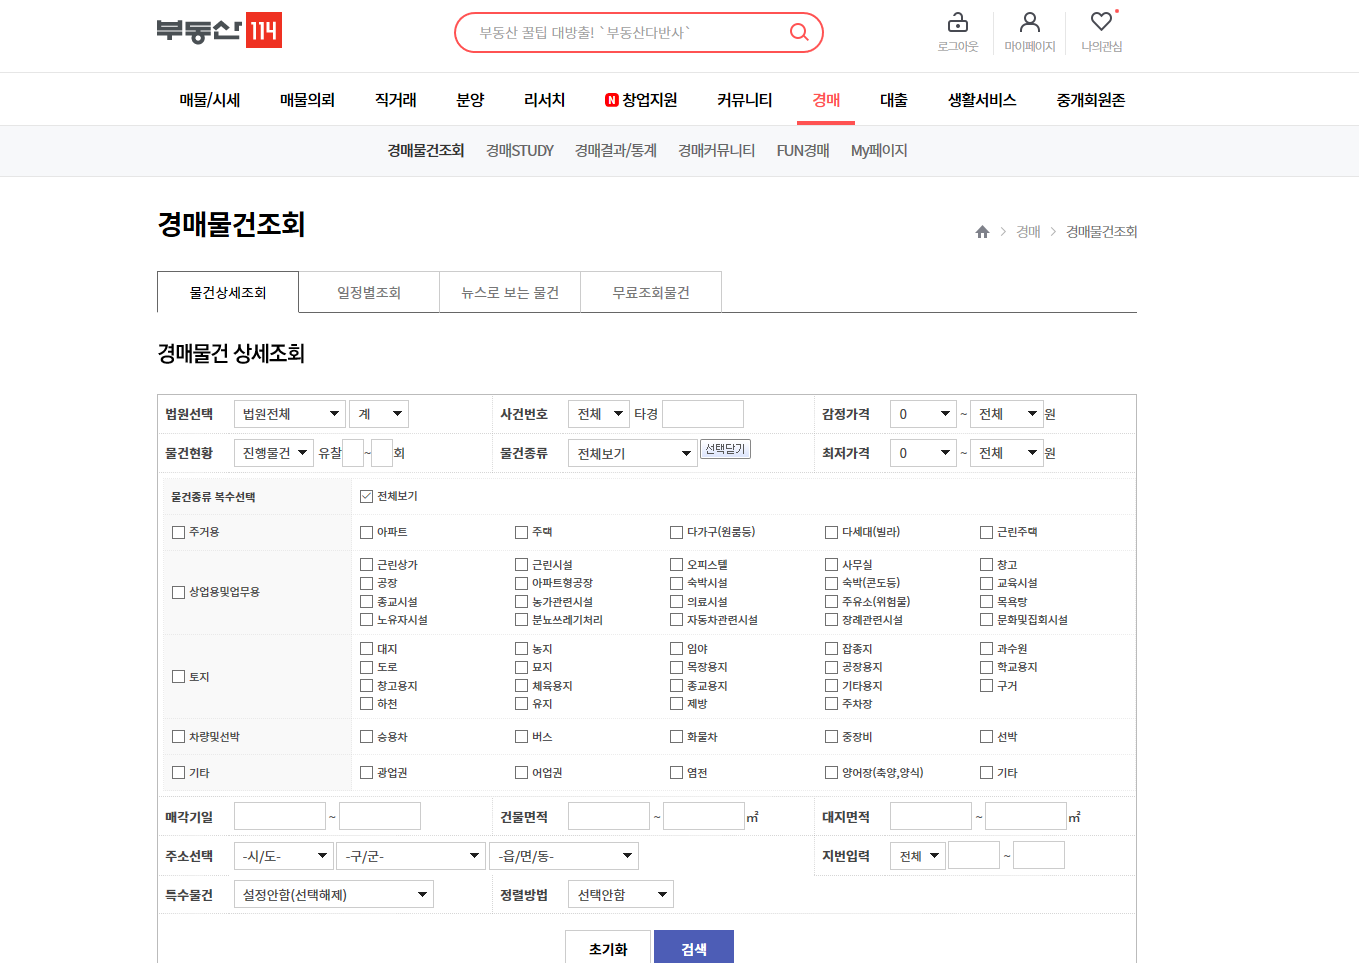 부동산 114
부동산 꿀팁 대방출! `부동산다반사`
로그아웃 마이페이지 나의관심
매물/시세 매물의뢰 직거래 분양 리서치 N 창업지원 커뮤니티 경매 대출 생활서비스 중개회원존
경매물건조회 경매STUDY 경매결과/통계 경매커뮤니티 FUN경매 My페이지
경매물건조회
경매 > 경매물건조회
물건상세조회 일정별조회 뉴스로 보는 물건 무료조회물건
경매물건 상세조회
법원선택 법원전체 계 사건번호 전체 타경 감정가격 0 ~ 전체 원
물건현황 진행물건 유찰 ~ 회 물건종류 전체보기 선택닫기 최저가격 0 ~ 전체 원
물건종류 복수선택 전체보기
주거용 아파트 주택 다가구(원룸등) 다세대(빌라) 근린주택
상업용및업무용
근린상가 근린시설 오피스텔 사무실 창고
공장 아파트형공장 숙박시설 숙박(콘도등) 교육시설
종교시설 농가관련시설 의료시설 주유소(위험물) 목욕탕
노유자시설 분뇨쓰레기처리 자동차관련시설 장례관련시설 문화및집회시설
토지
대지 농지 임야 잡종지 과수원
도로 묘지 목장용지 공장용지 학교용지
창고용지 체육용지 종교용지 기타용지 구거
하천 유지 제방 주차장
차량및선박 승용차 버스 화물차 중장비 선박
기타 광업권 어업권 염전 양어장(축양,양식) 기타
매각기일 ~ 건물면적 ~ ㎡ 대지면적 ~ ㎡
주소선택 -시/도- -구/군- -읍/면/동- 지번입력 전체 ~
특수물건 설정안함(선택해제) 정렬방법 선택안함
초기화 검색